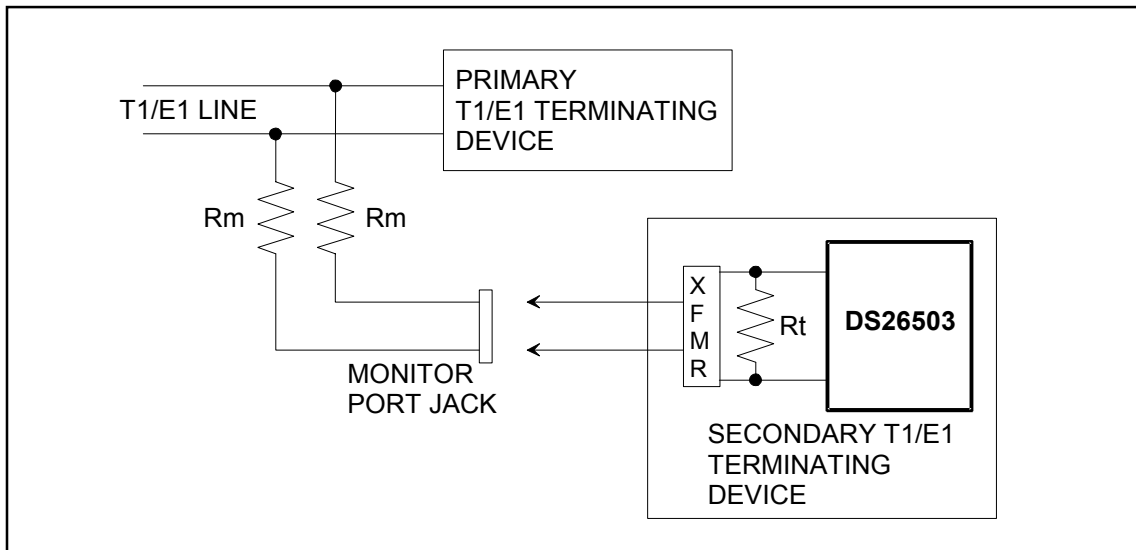 PRIMARY
T1/E1 TERMINATING
DEVICE
T1/E1 LINE
Rm
Rm
MONITOR
PORT JACK
X
F
M
R
Rt
DS26503
SECONDARY T1/E1
TERMINATING
DEVICE